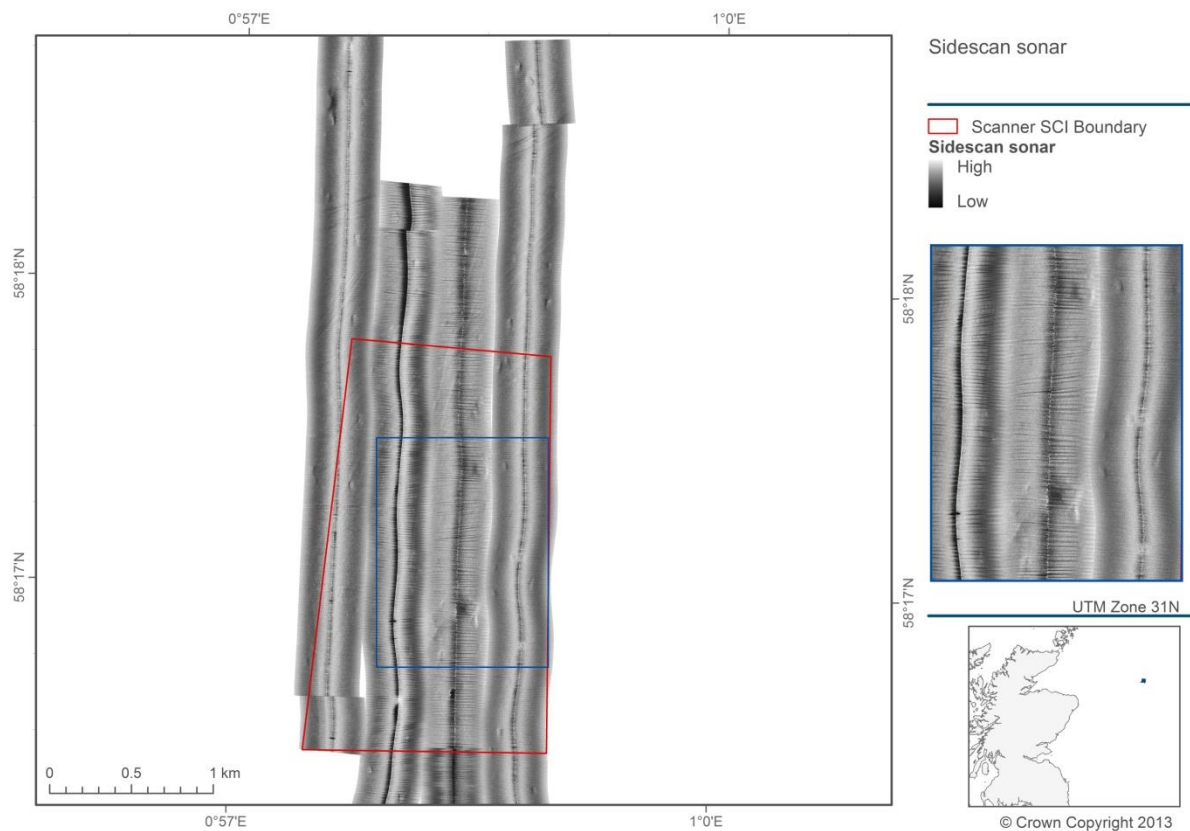 0°57'E
1°0'E
Sidescan sonar
Scanner SCI Boundary
Sidescan sonar
High
Low
58°18'N
58°18'N
58°17'N
58°17'N
UTM Zone 31N
0
0.5
1 km
0°57'E
1°0'E
© Crown Copyright 2013